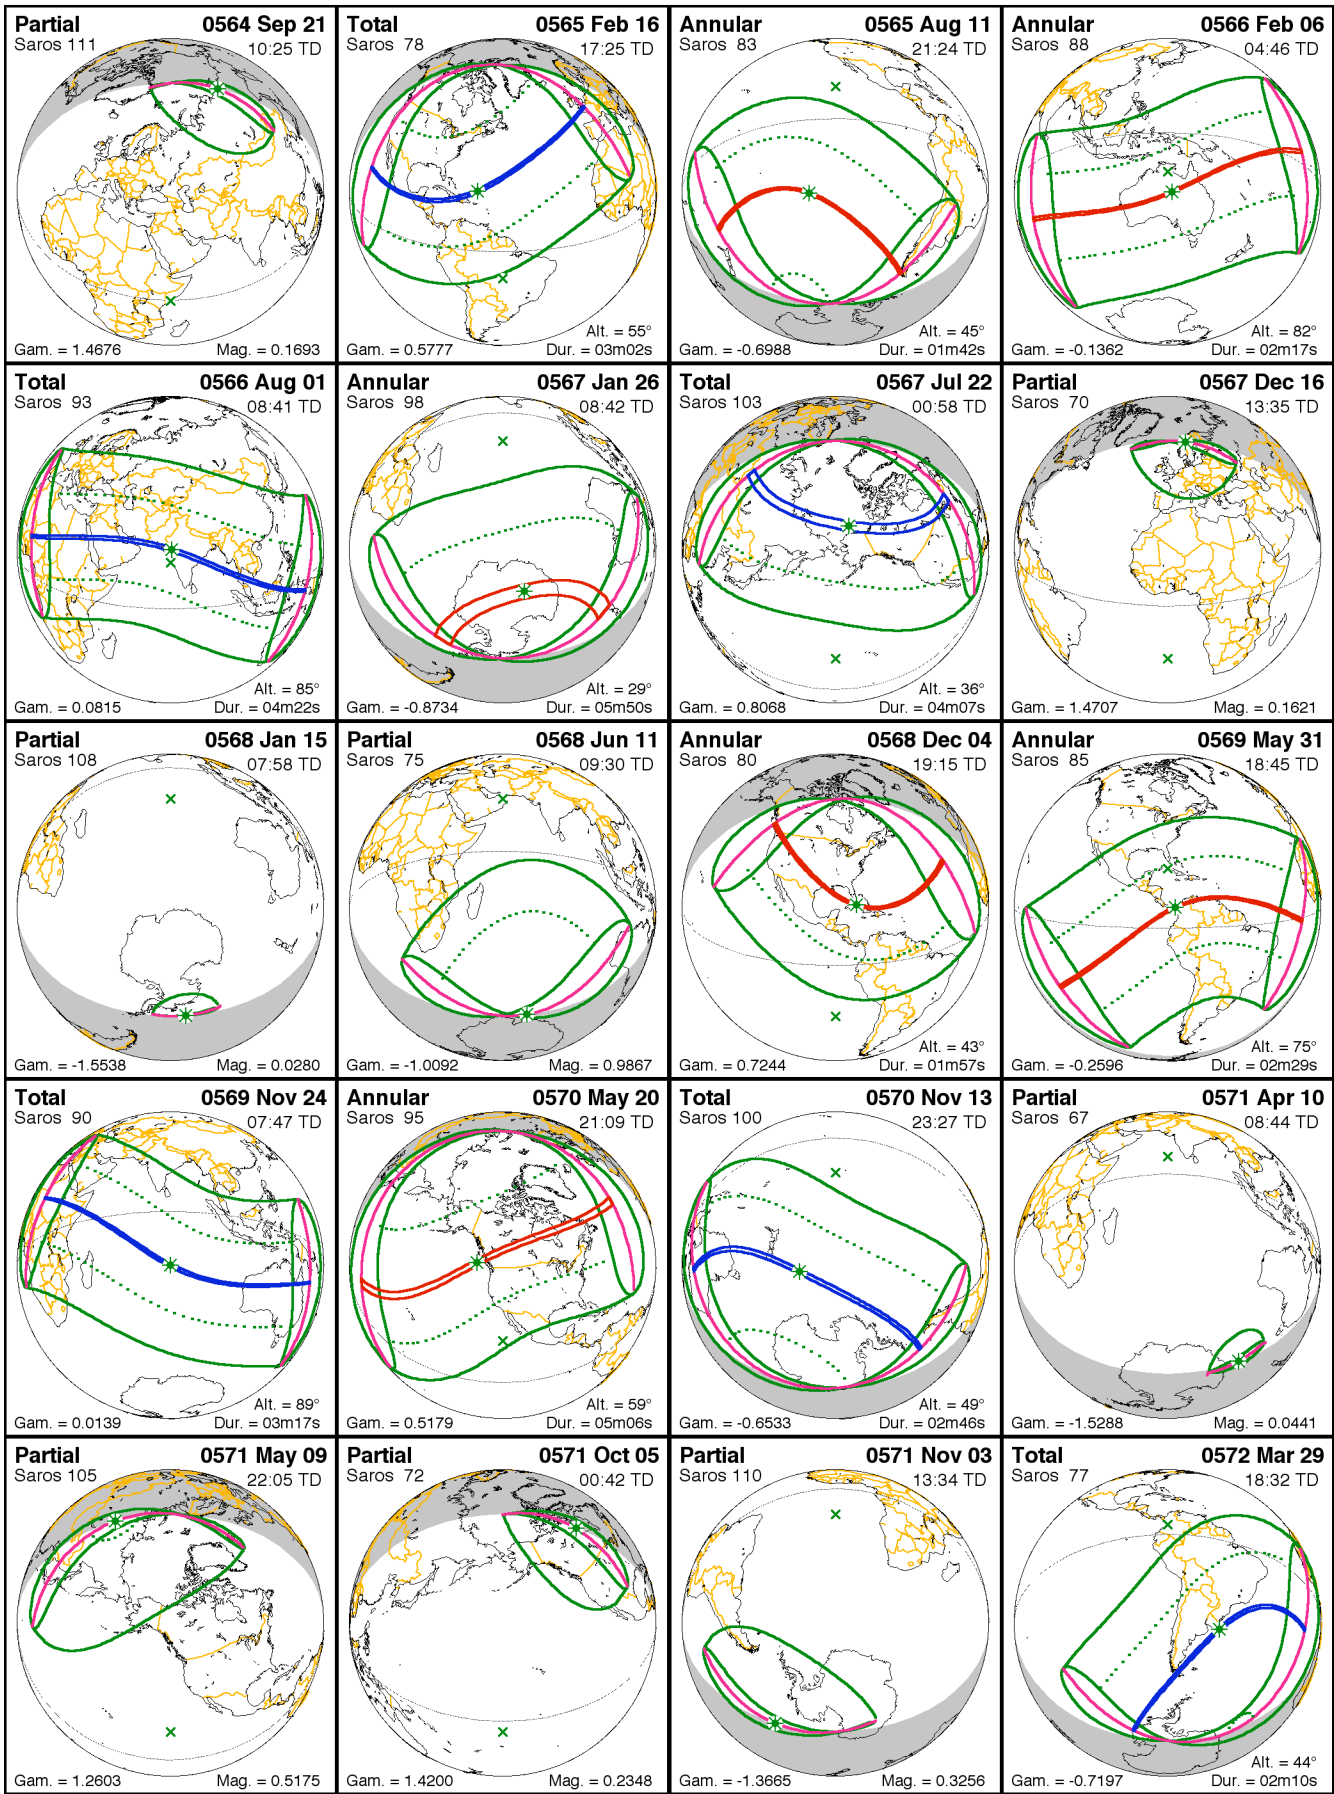 Partial 0564 Sep 21
Saros 111 10:25 TD
Gam. = 1.4676 Mag. = 0.1693
Total 0565 Feb 16
Saros 78 17:25 TD
Alt. = 55°
Gam. = 0.5777 Dur. = 03m02s
Annular 0565 Aug 11
Saros 83 21:24 TD
Alt. = 45°
Gam. = -0.6988 Dur. = 01m42s
Annular 0566 Feb 06
Saros 88 04:46 TD
Alt. = 82°
Gam. = -0.1362 Dur. = 02m17s
Total 0566 Aug 01
Saros 93 08:41 TD
Alt. = 85°
Gam. = 0.0815 Dur. = 04m22s
Annular 0567 Jan 26
Saros 98 08:42 TD
Alt. = 29°
Gam. = -0.8734 Dur. = 05m50s
Total 0567 Jul 22
Saros 103 00:58 TD
Alt. = 36°
Gam. = 0.8068 Dur. = 04m07s
Partial 0567 Dec 16
Saros 70 13:35 TD
Gam. = 1.4707 Mag. = 0.1621
Partial 0568 Jan 15
Saros 108 07:58 TD
Gam. = -1.5538 Mag. = 0.0280
Partial 0568 Jun 11
Saros 75 09:30 TD
Gam. = -1.0092 Mag. = 0.9867
Annular 0568 Dec 04
Saros 80 19:15 TD
Alt. = 43°
Gam. = 0.7244 Dur. = 01m57s
Annular 0569 May 31
Saros 85 18:45 TD
Alt. = 75°
Gam. = -0.2596 Dur. = 02m29s
Total 0569 Nov 24
Saros 90 07:47 TD
Alt. = 89°
Gam. = 0.0139 Dur. = 03m17s
Annular 0570 May 20
Saros 95 21:09 TD
Alt. = 59°
Gam. = 0.5179 Dur. = 05m06s
Total 0570 Nov 13
Saros 100 23:27 TD
Alt. = 49°
Gam. = -0.6533 Dur. = 02m46s
Partial 0571 Apr 10
Saros 67 08:44 TD
Gam. = -1.5288 Mag. = 0.0441
Partial 0571 May 09
Saros 105 22:05 TD
Gam. = 1.2603 Mag. = 0.5175
Partial 0571 Oct 05
Saros 72 00:42 TD
Gam. = 1.4200 Mag. = 0.2348
Partial 0571 Nov 03
Saros 110 13:34 TD
Gam. = -1.3665 Mag. = 0.3256
Total 0572 Mar 29
Saros 77 18:32 TD
Alt. = 44°
Gam. = -0.7197 Dur. = 02m10s